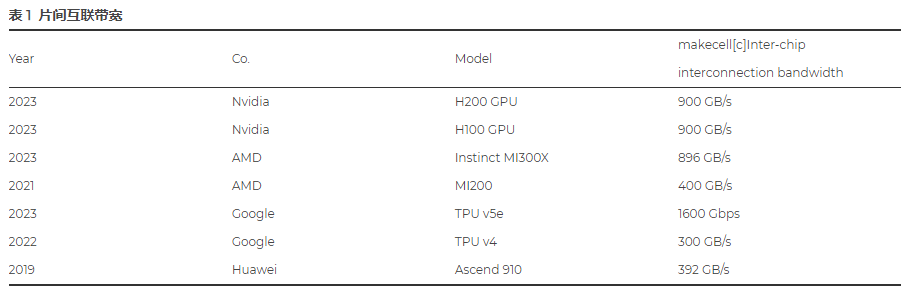 表 1 片间互联带宽
Year Co. Model makecell[c]Inter-chip
interconnection bandwidth
2023 Nvidia H200 GPU 900 GB/s
2023 Nvidia H100 GPU 900 GB/s
2023 AMD Instinct MI300X 896 GB/s
2021 AMD MI200 400 GB/s
2023 Google TPU v5e 1600 Gbps
2022 Google TPU v4 300 GB/s
2019 Huawei Ascend 910 392 GB/s